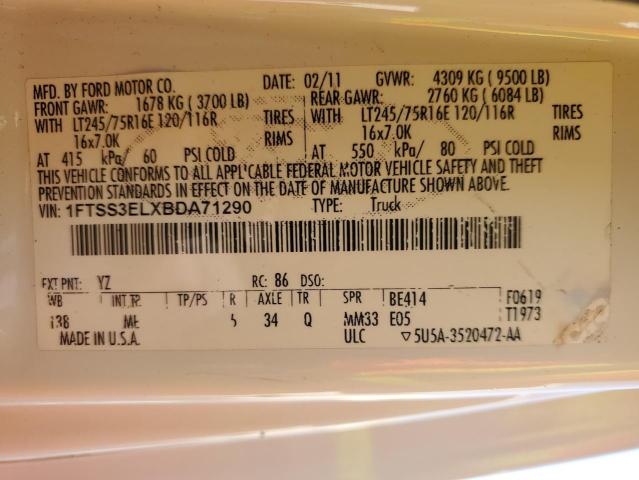 MFD. BY FORD MOTOR CO. DATE: 02/11 GVWR: 4309 KG ( 9500 LB)
FRONT GAWR: 1678 KG ( 3700 LB) REAR GAWR: 2760 KG ( 6084 LB)
WITH LT245/75R16E 120/116R TIRES WITH LT245/75R16E 120/116R TIRES
16x7.0K RIMS 16x7.0K RIMS
AT 415 kPa/ 60 PSI COLD AT 550 kPa/ 80 PSI COLD
THIS VEHICLE CONFORMS TO ALL APPLICABLE FEDERAL MOTOR VEHICLE SAFETY AND THEFT
PREVENTION STANDARDS IN EFFECT ON THE DATE OF MANUFACTURE SHOWN ABOVE.
VIN: 1FTSS3ELXBDA71290 TYPE: Truck
EXT PNT: YZ RC: 86 DSO:
WB INT TR TP/PS R AXLE TR SPR BE414 F0619
138 34 Q MM33 E05 T1973
MADE IN U.S.A. ULC ▽5U5A-3520472-AA